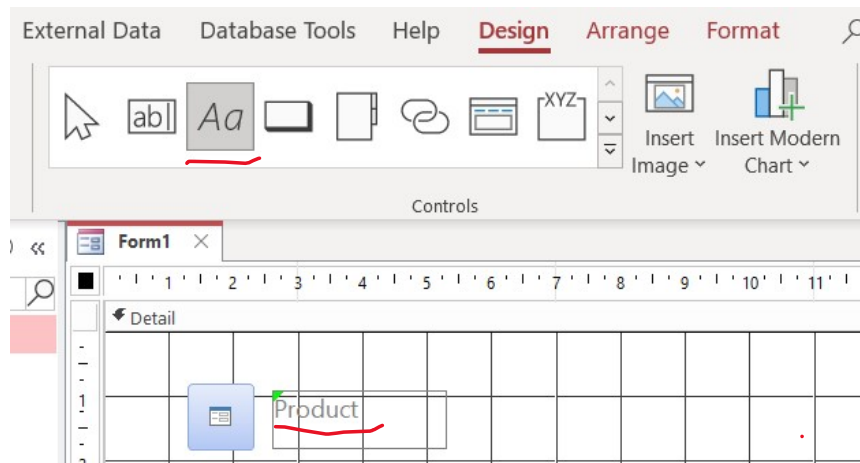 External Data Database Tools Help Design Arrange Format
ab Aa XYZ
Insert Image Insert Modern Chart
Controls
Form1
1 2 3 4 5 6 7 8 9 10 11
Detail
1
Product